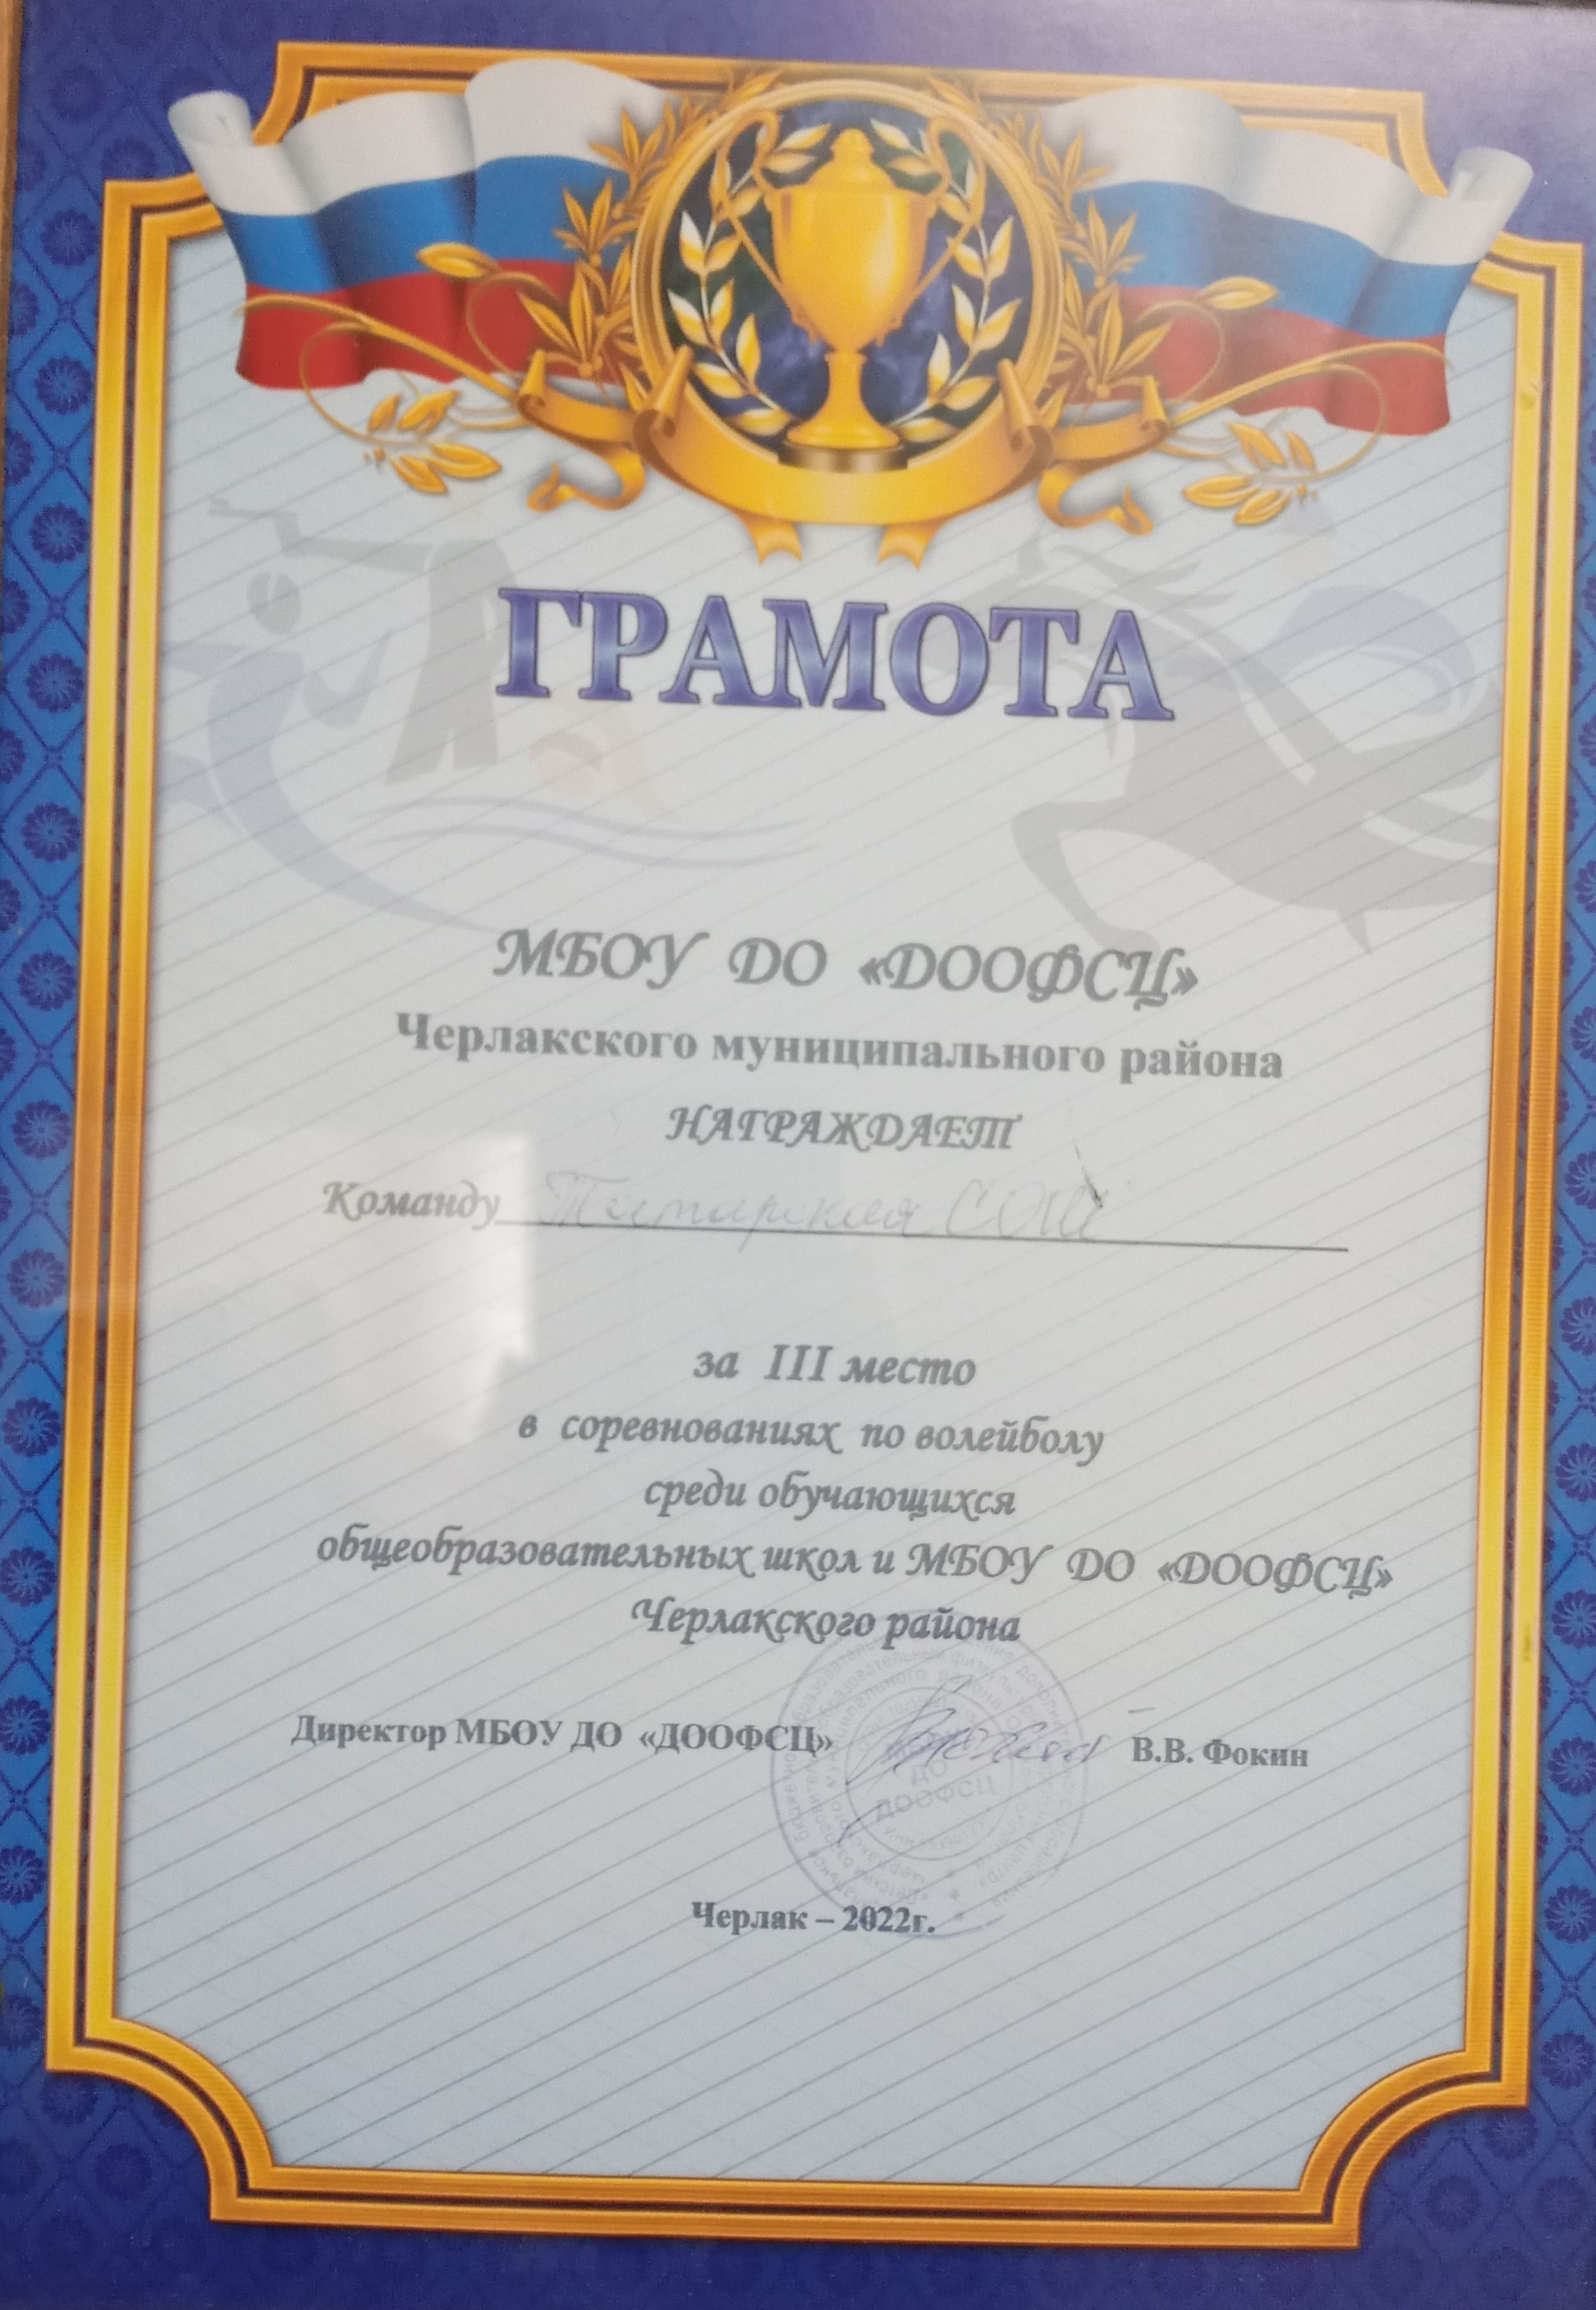 ГРАМОТА
МБОУ ДО «ДООФСЦ»
Черлакского муниципального района
НАГРАЖДАЕТ
Команду Татарская СОШ
за III место
в соревнованиях по волейболу
среди обучающихся
общеобразовательных школ и МБОУ ДО «ДООФСЦ»
Черлакского района
Директор МБОУ ДО «ДООФСЦ» В.В. Фокин
ДО
ДООФСЦ
Черлак – 2022г.